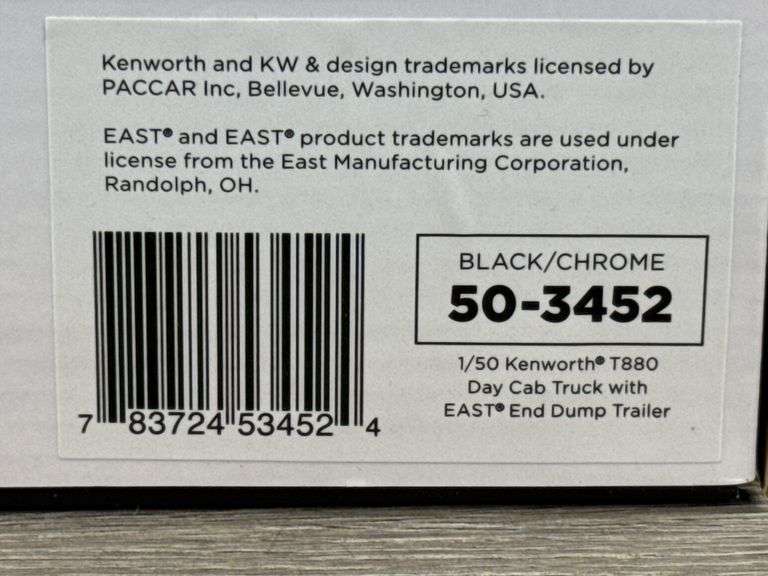 Kenworth and KW & design trademarks licensed by
PACCAR Inc, Bellevue, Washington, USA.
EAST® and EAST® product trademarks are used under
license from the East Manufacturing Corporation,
Randolph, OH.
BLACK/CHROME
50-3452
1/50 Kenworth® T880
Day Cab Truck with
EAST® End Dump Trailer
7 83724 53452 4